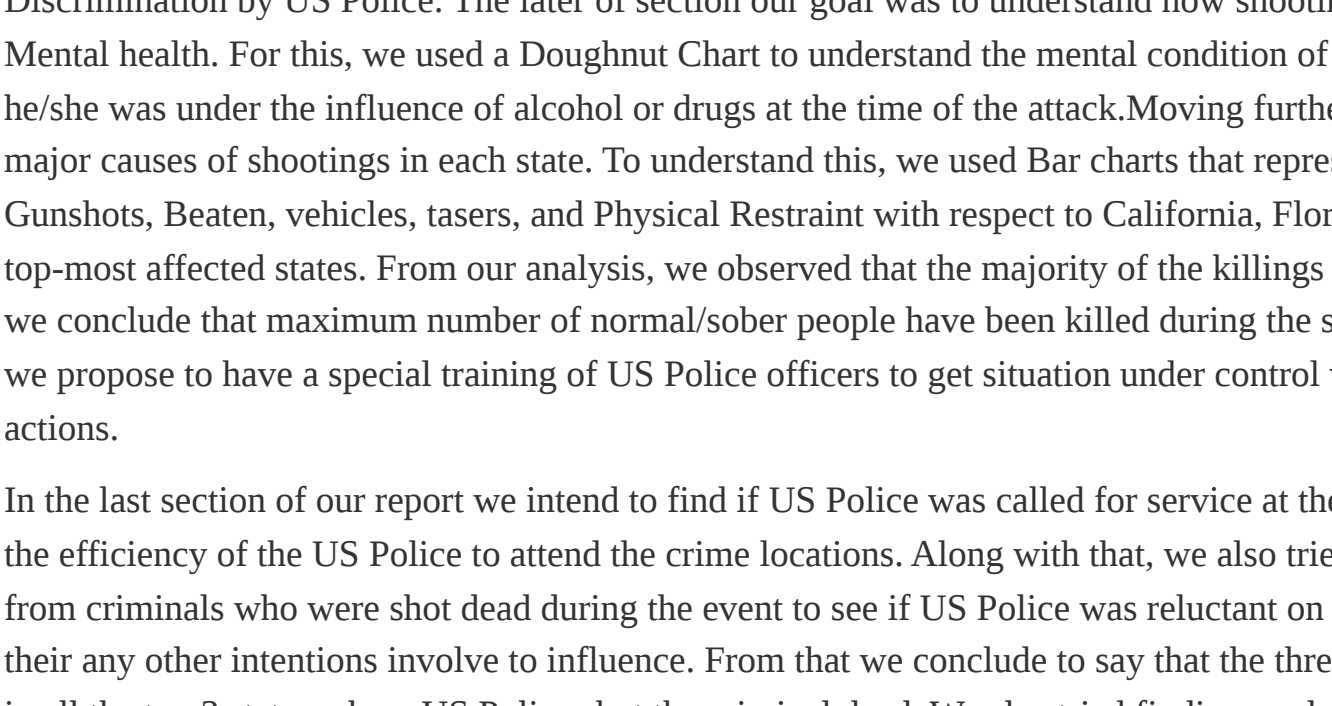 Discrimination by US Police. The later of section our goal was to understand how
Mental health. For this, we used a Doughnut Chart to understand the mental condition of
he/she was under the influence of alcohol or drugs at the time of the attack.Moving
major causes of shootings in each state. To understand this, we used Bar charts that
Gunshots, Beaten, vehicles, tasers, and Physical Restraint with respect to California,
top-most affected states. From our analysis, we observed that the majority of the killings
we conclude that maximum number of normal/sober people have been killed during the
we propose to have a special training of US Police officers to get situation under control
actions.
In the last section of our report we intend to find if US Police was called for service at
the efficiency of the US Police to attend the crime locations. Along with that, we also
from criminals who were shot dead during the event to see if US Police was reluctant on
their any other intentions involve to influence. From that we conclude to say that the